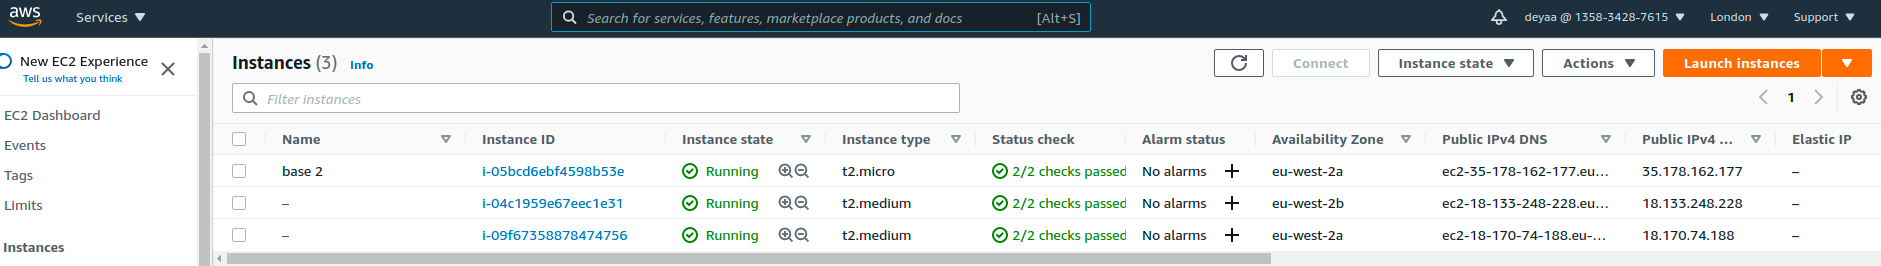 aws Services Search for services, features, marketplace products, and docs [Alt+S] deyaa @ 1358-3428-7615 London Support
New EC2 Experience
Tell us what you think
EC2 Dashboard
Events
Tags
Limits
Instances
Instances (3) Info Connect Instance state Actions Launch instances
Filter instances 1
Name Instance ID Instance state Instance type Status check Alarm status Availability Zone Public IPv4 DNS Public IPv4 ... Elastic IP
base 2 i-05bcd6ebf4598b53e Running t2.micro 2/2 checks passed No alarms + eu-west-2a ec2-35-178-162-177.eu... 35.178.162.177 –
– i-04c1959e67eec1e31 Running t2.medium 2/2 checks passed No alarms + eu-west-2b ec2-18-133-248-228.eu... 18.133.248.228 –
– i-09f67358878474756 Running t2.medium 2/2 checks passed No alarms + eu-west-2a ec2-18-170-74-188.eu-... 18.170.74.188 –